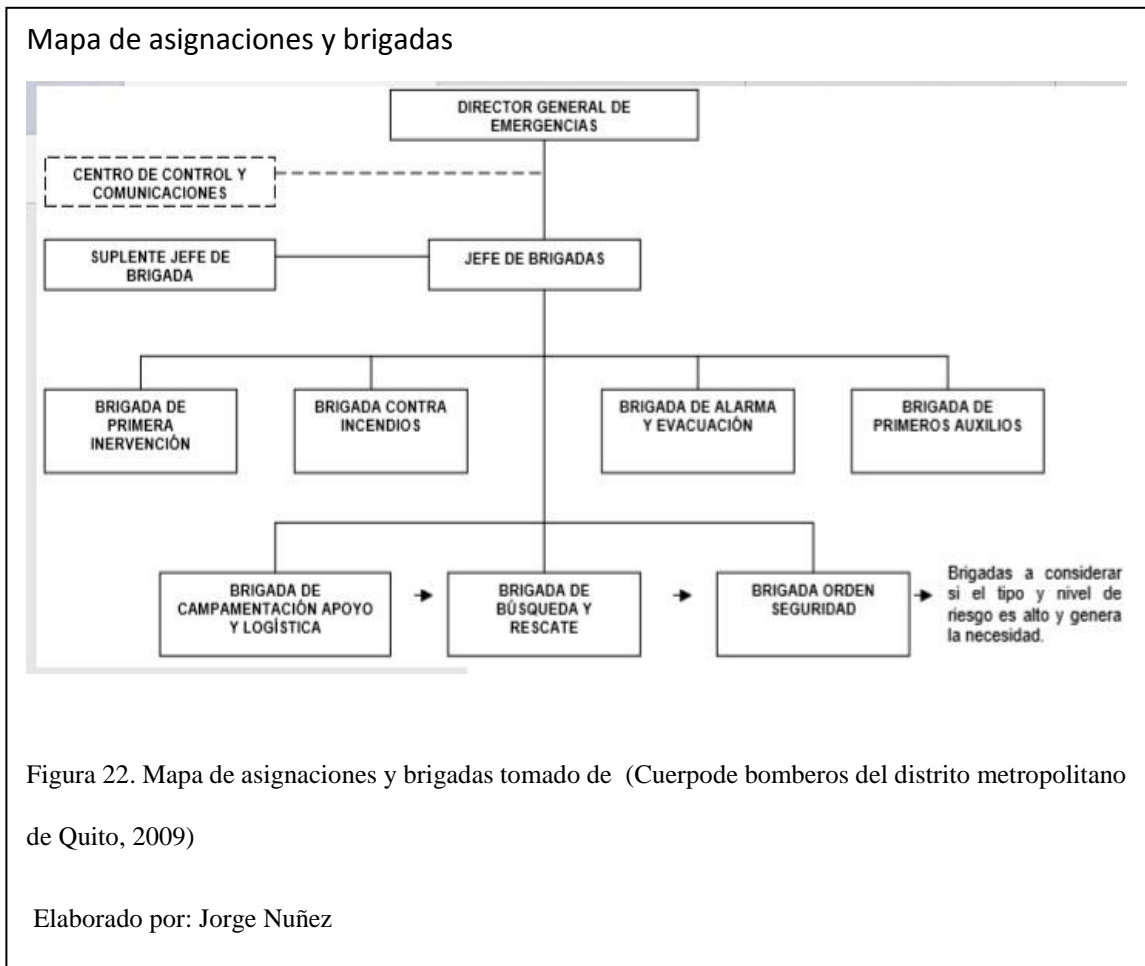 Mapa de asignaciones y brigadas
DIRECTOR GENERAL DE
EMERGENCIAS
CENTRO DE CONTROL Y
COMUNICACIONES
SUPLENTE JEFE DE
BRIGADA
JEFE DE BRIGADAS
BRIGADA DE
PRIMERA
INERVENCIÓN
BRIGADA CONTRA
INCENDIOS
BRIGADA DE ALARMA
Y EVACUACIÓN
BRIGADA DE
PRIMEROS AUXILIOS
BRIGADA DE
CAMPAMENTACIÓN APOYO
Y LOGÍSTICA
BRIGADA DE
BÚSQUEDA Y
RESCATE
BRIGADA ORDEN
SEGURIDAD
Brigadas a considerar
si el tipo y nivel de
riesgo es alto y genera
la necesidad.
Figura 22. Mapa de asignaciones y brigadas tomado de (Cuerpode bomberos del distrito metropolitano
de Quito, 2009)
Elaborado por: Jorge Nuñez